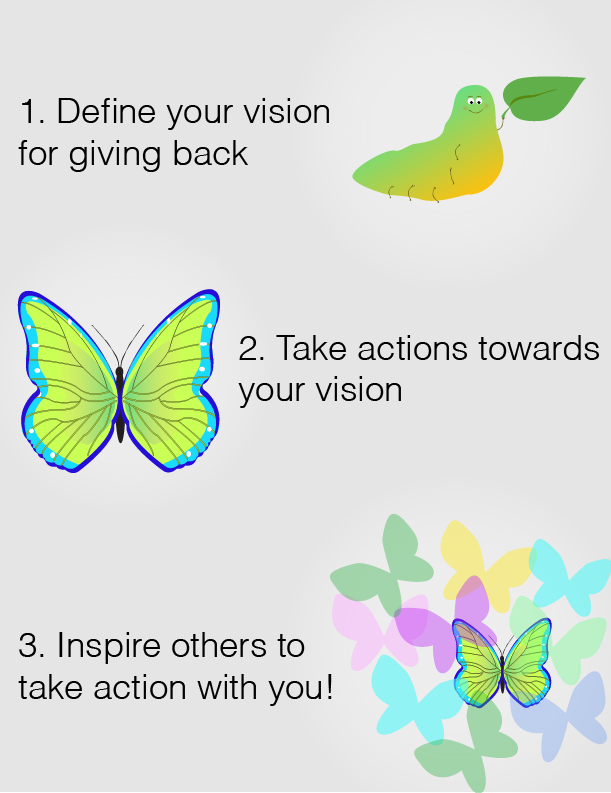 1. Define your vision
for giving back
2. Take actions towards
your vision
3. Inspire others to
take action with you!